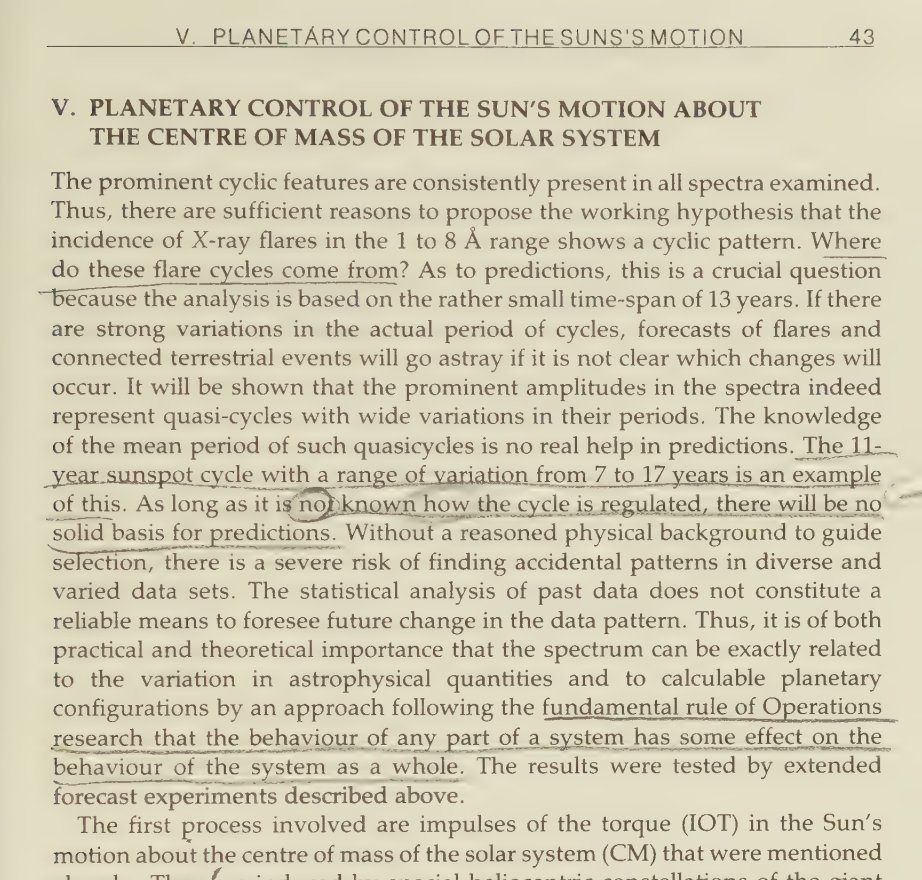 V. PLANETÁRY CONTROL OF THE SUNS'S MOTION 43
V. PLANETARY CONTROL OF THE SUN'S MOTION ABOUT
THE CENTRE OF MASS OF THE SOLAR SYSTEM
The prominent cyclic features are consistently present in all spectra examined.
Thus, there are sufficient reasons to propose the working hypothesis that the
incidence of X-ray flares in the 1 to 8 Å range shows a cyclic pattern. Where
do these flare cycles come from? As to predictions, this is a crucial question
because the analysis is based on the rather small time-span of 13 years. If there
are strong variations in the actual period of cycles, forecasts of flares and
connected terrestrial events will go astray if it is not clear which changes will
occur. It will be shown that the prominent amplitudes in the spectra indeed
represent quasi-cycles with wide variations in their periods. The knowledge
of the mean period of such quasicycles is no real help in predictions. The 11-
year sunspot cycle with a range of variation from 7 to 17 years is an example
of this. As long as it is not known how the cycle is regulated, there will be no
solid basis for predictions. Without a reasoned physical background to guide
selection, there is a severe risk of finding accidental patterns in diverse and
varied data sets. The statistical analysis of past data does not constitute a
reliable means to foresee future change in the data pattern. Thus, it is of both
practical and theoretical importance that the spectrum can be exactly related
to the variation in astrophysical quantities and to calculable planetary
configurations by an approach following the fundamental rule of Operations
research that the behaviour of any part of a system has some effect on the
behaviour of the system as a whole. The results were tested by extended
forecast experiments described above.
The first process involved are impulses of the torque (IOT) in the Sun's
motion about the centre of mass of the solar system (CM) that were mentioned